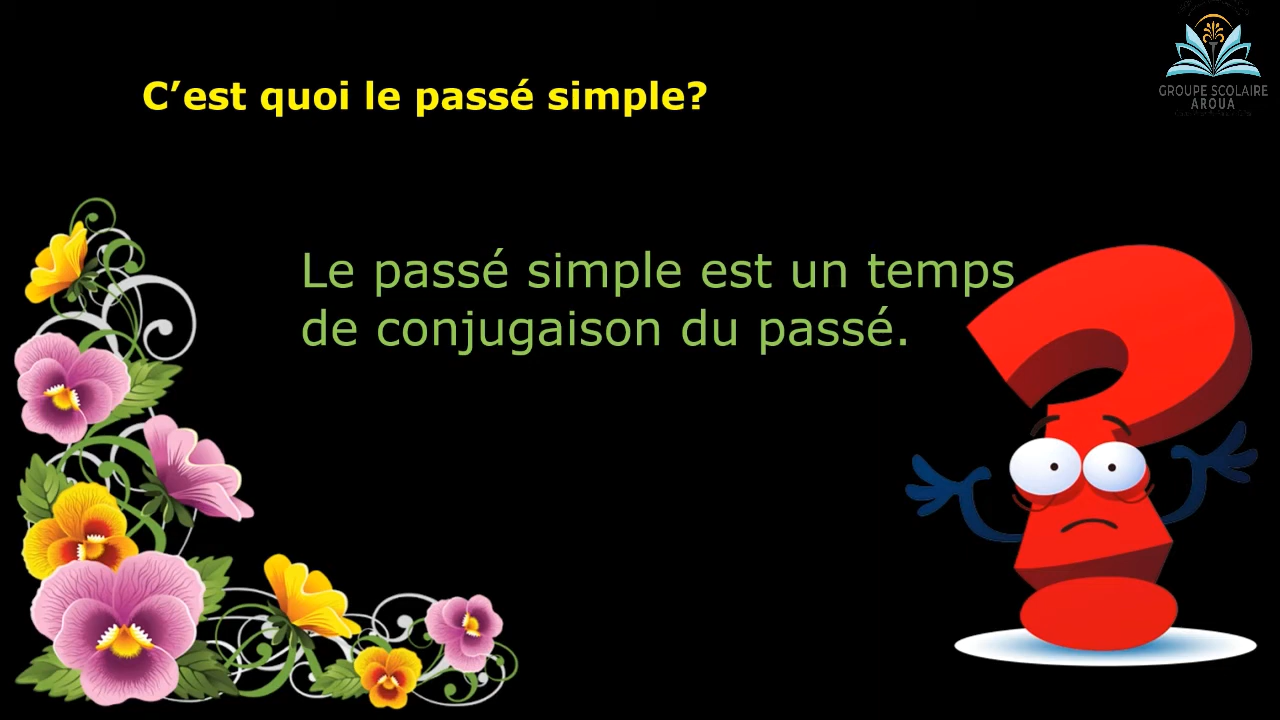 C’est quoi le passé simple?
GROUPE SCOLAIRE
AROUA
Le passé simple est un temps
de conjugaison du passé.